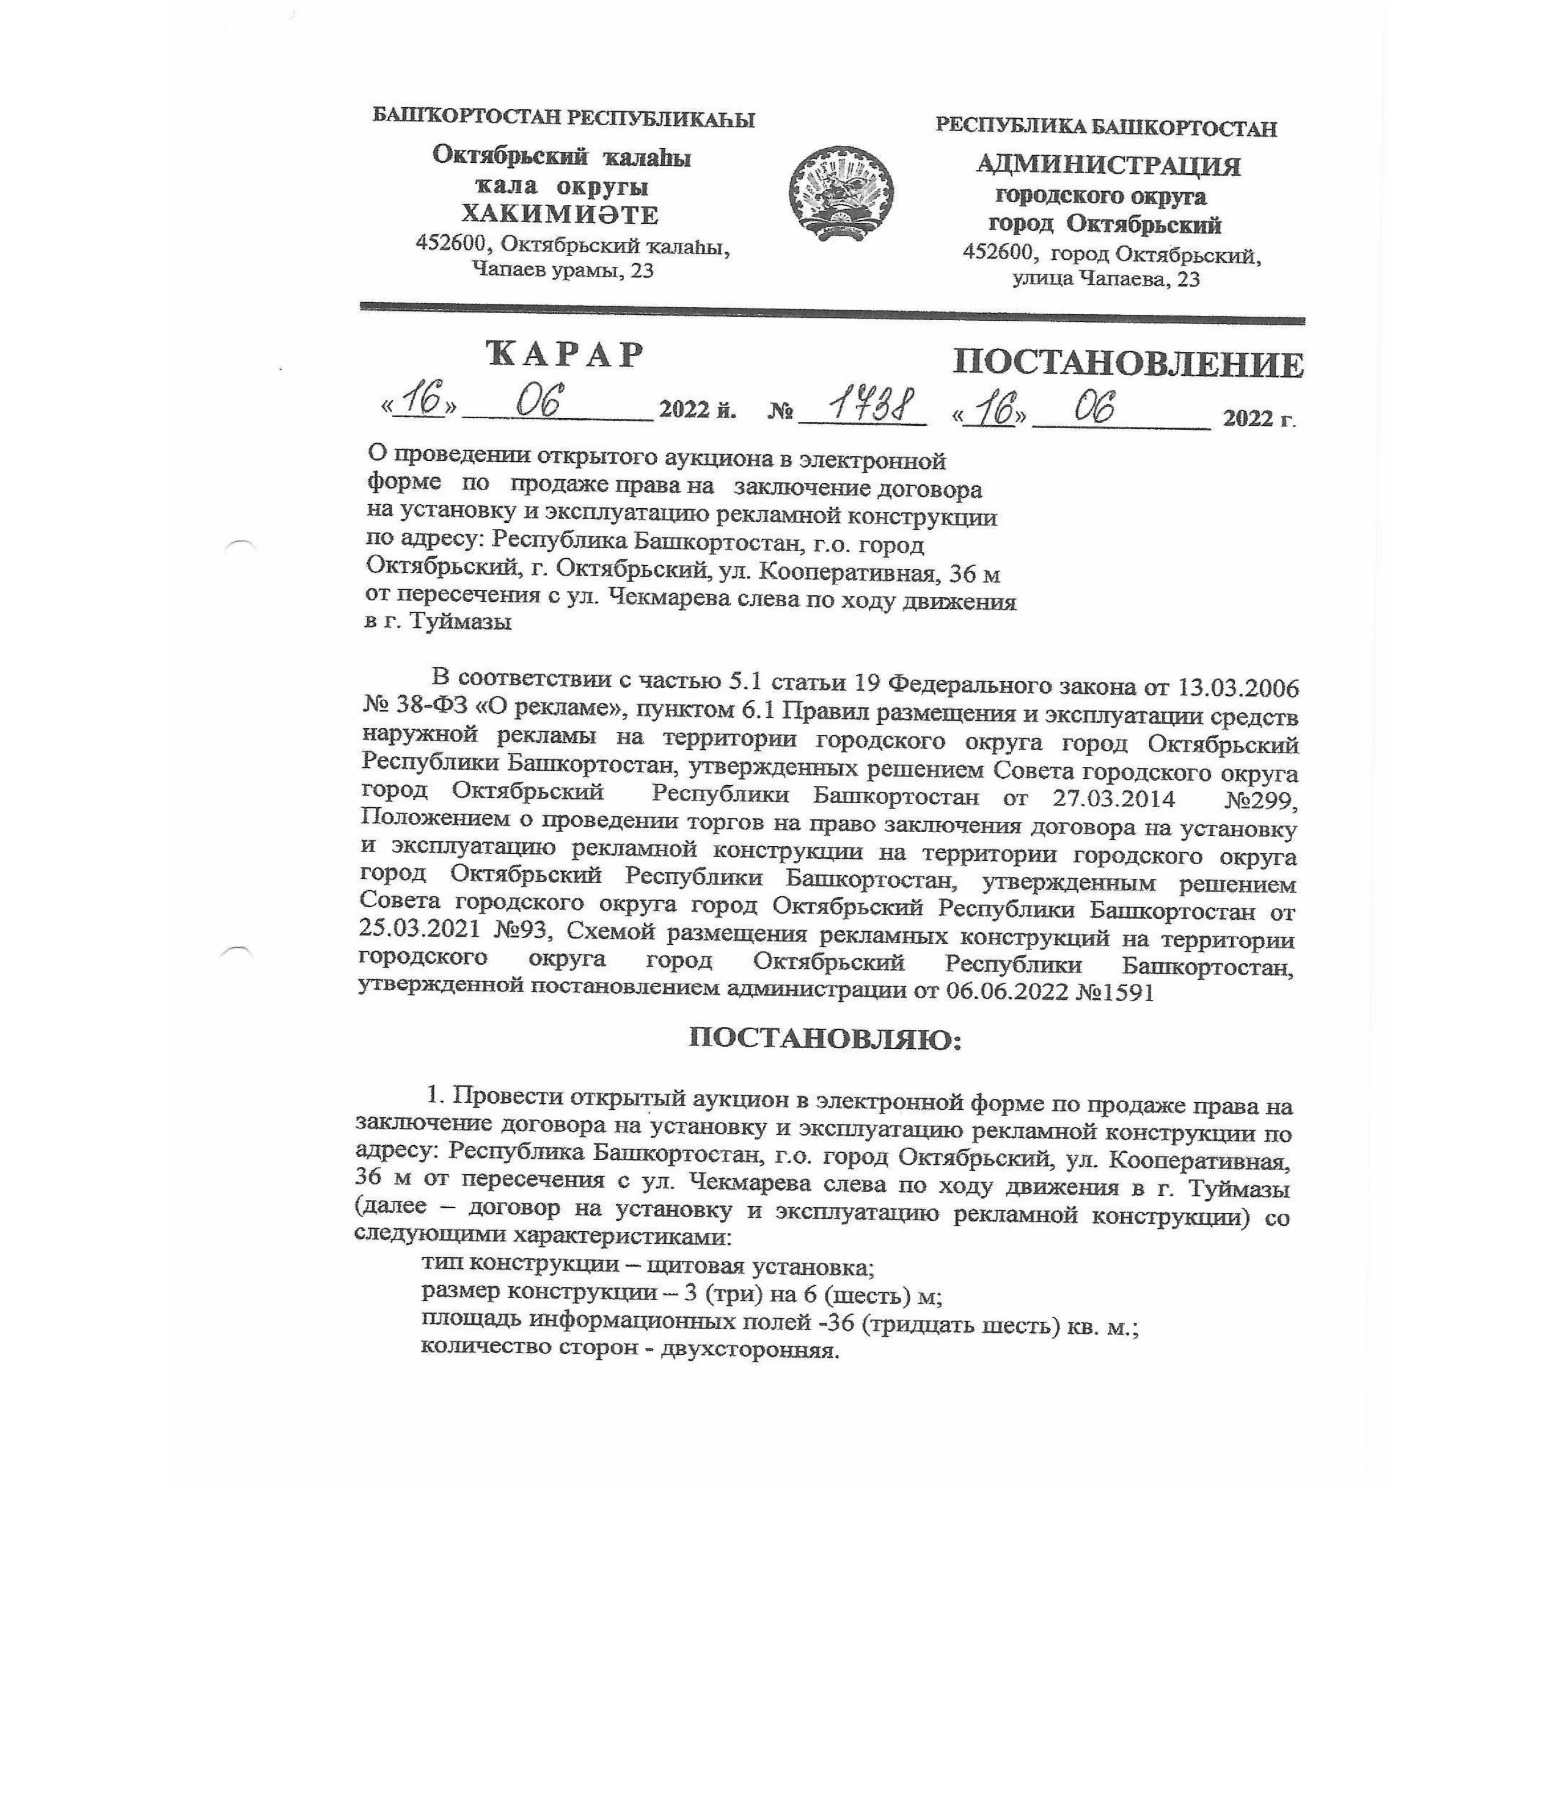 БАШҠОРТОСТАН РЕСПУБЛИКАҺЫ
Октябрьский ҡалаһы
ҡала округы
ХАКИМИӘТЕ
452600, Октябрьский ҡалаһы,
Чапаев урамы, 23
РЕСПУБЛИКА БАШКОРТОСТАН
АДМИНИСТРАЦИЯ
городского округа
город Октябрьский
452600, город Октябрьский,
улица Чапаева, 23
ҠАРАР
ПОСТАНОВЛЕНИЕ
«16» 06 2022 й. № 1738 «16» 06 2022 г.
О проведении открытого аукциона в электронной
форме по продаже права на заключение договора
на установку и эксплуатацию рекламной конструкции
по адресу: Республика Башкортостан, г.о. город
Октябрьский, г. Октябрьский, ул. Кооперативная, 36 м
от пересечения с ул. Чекмарева слева по ходу движения
в г. Туймазы
В соответствии с частью 5.1 статьи 19 Федерального закона от 13.03.2006
№ 38-ФЗ «О рекламе», пунктом 6.1 Правил размещения и эксплуатации средств
наружной рекламы на территории городского округа город Октябрьский
Республики Башкортостан, утвержденных решением Совета городского округа
город Октябрьский Республики Башкортостан от 27.03.2014 №299,
Положением о проведении торгов на право заключения договора на установку
и эксплуатацию рекламной конструкции на территории городского округа
город Октябрьский Республики Башкортостан, утвержденным решением
Совета городского округа город Октябрьский Республики Башкортостан от
25.03.2021 №93, Схемой размещения рекламных конструкций на территории
городского округа город Октябрьский Республики Башкортостан,
утвержденной постановлением администрации от 06.06.2022 №1591
ПОСТАНОВЛЯЮ:
1. Провести открытый аукцион в электронной форме по продаже права на
заключение договора на установку и эксплуатацию рекламной конструкции по
адресу: Республика Башкортостан, г.о. город Октябрьский, ул. Кооперативная,
36 м от пересечения с ул. Чекмарева слева по ходу движения в г. Туймазы
(далее – договор на установку и эксплуатацию рекламной конструкции) со
следующими характеристиками:
тип конструкции – щитовая установка;
размер конструкции – 3 (три) на 6 (шесть) м;
площадь информационных полей -36 (тридцать шесть) кв. м.;
количество сторон - двухсторонняя.